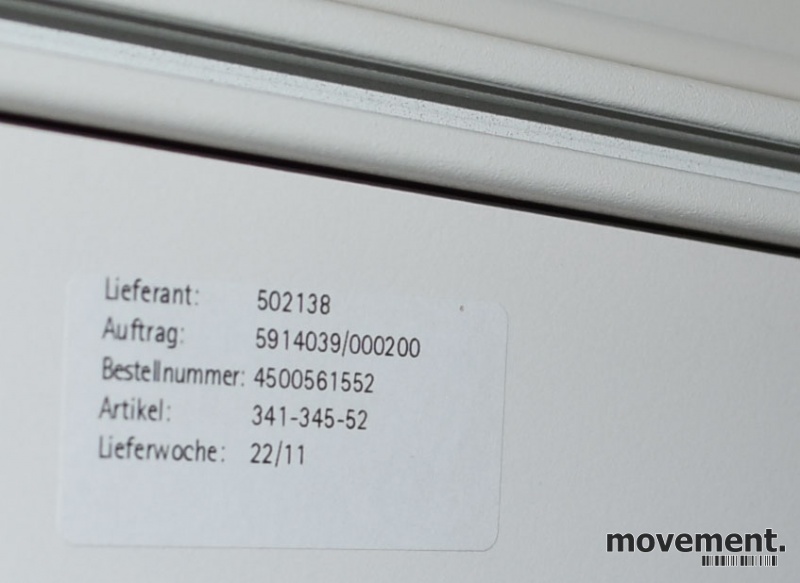 Lieferant: 502138
Auftrag: 5914039/000200
Bestellnummer: 4500561552
Artikel: 341-345-52
Lieferwoche: 22/11
movement.